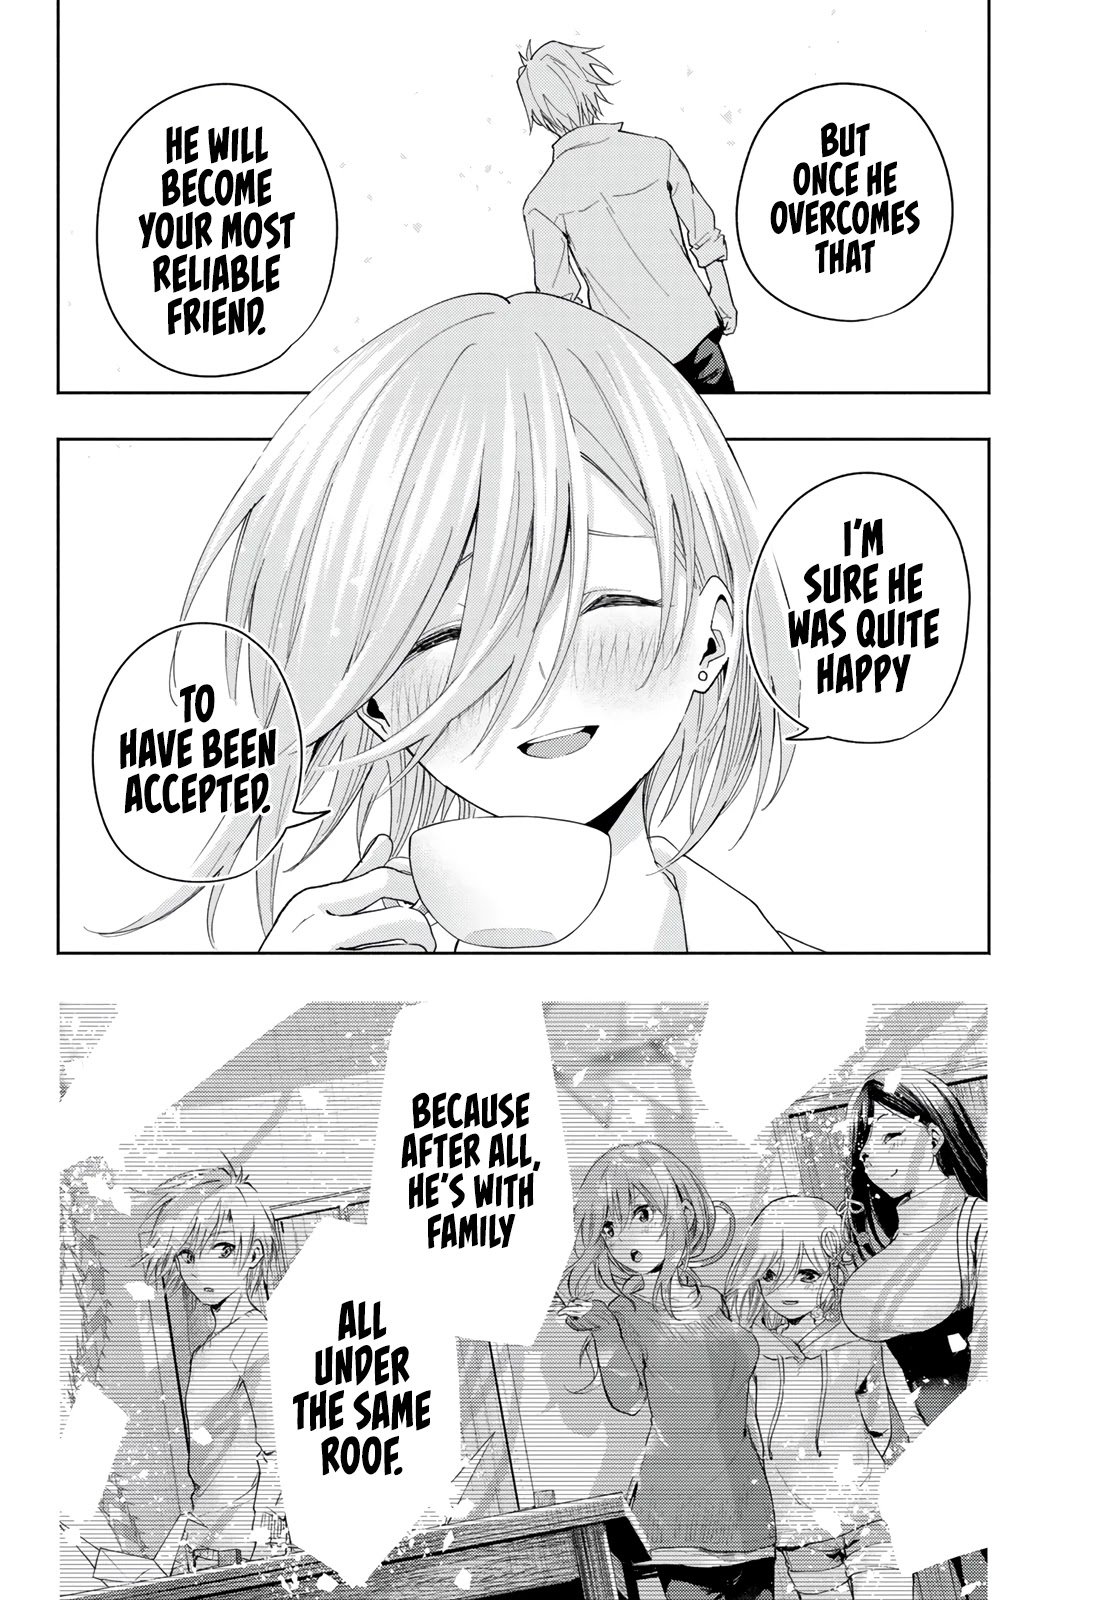 BUT
ONCE HE
OVERCOMES
THAT
HE WILL
BECOME
YOUR MOST
RELIABLE
FRIEND.
I'M
SURE HE
WAS QUITE
HAPPY
TO
HAVE BEEN
ACCEPTED.
BECAUSE
AFTER ALL,
HE'S WITH
FAMILY
ALL
UNDER
THE SAME
ROOF.